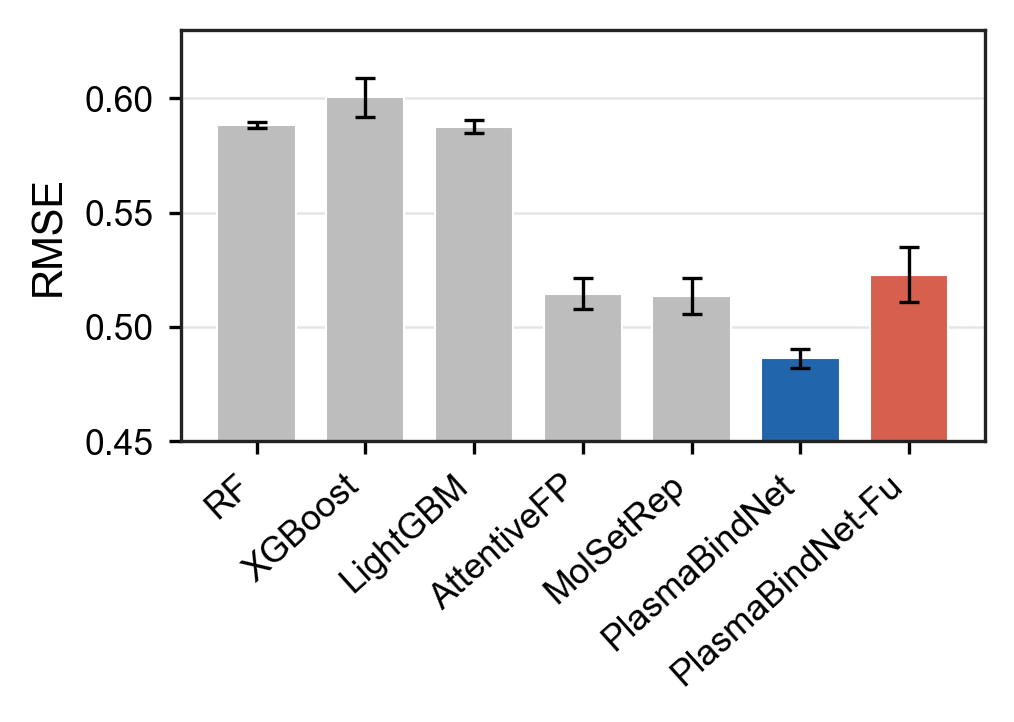 RMSE
0.60
0.55
0.50
0.45
RF
XGBoost
LightGBM
AttentiveFP
MolSetRep
PlasmaBindNet
PlasmaBindNet-Fu